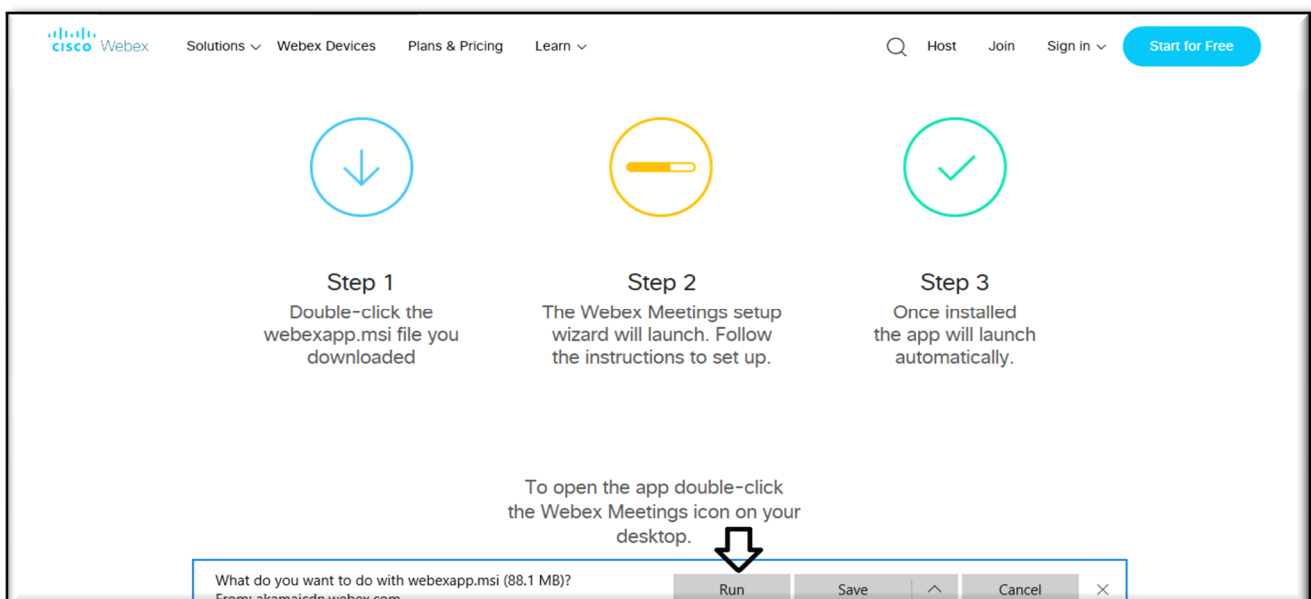 CISCO Webex
Solutions
Webex Devices
Plans & Pricing
Learn
Host
Join
Sign in
Start for Free
Step 1
Double-click the
webexapp.msi file you
downloaded
Step 2
The Webex Meetings setup
wizard will launch. Follow
the instructions to set up.
Step 3
Once installed
the app will launch
automatically.
To open the app double-click
the Webex Meetings icon on your
desktop.
What do you want to do with webexapp.msi (88.1 MB)?
From: akamaicdn.webex.com
Run
Save
Cancel